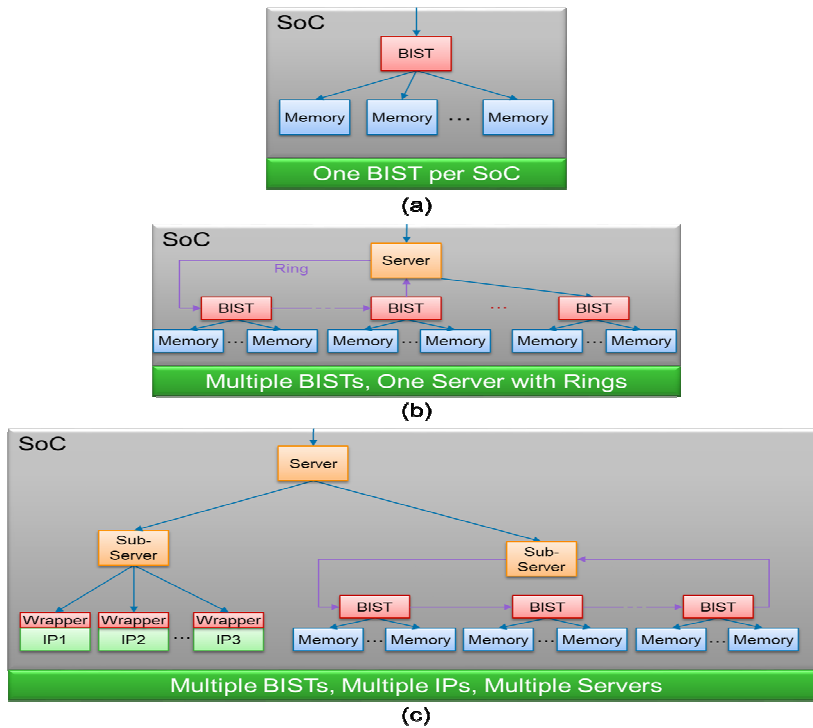 SoC
BIST
Memory Memory ... Memory
One BIST per SoC
(a)
SoC
Server
Ring
BIST BIST ... BIST
Memory ... Memory Memory ... Memory Memory ... Memory
Multiple BISTs, One Server with Rings
(b)
SoC
Server
Sub-
Server
Sub-
Server
Wrapper Wrapper Wrapper
IP1 IP2 ... IP3
BIST BIST BIST
Memory ... Memory Memory ... Memory Memory ... Memory
Multiple BISTs, Multiple IPs, Multiple Servers
(c)